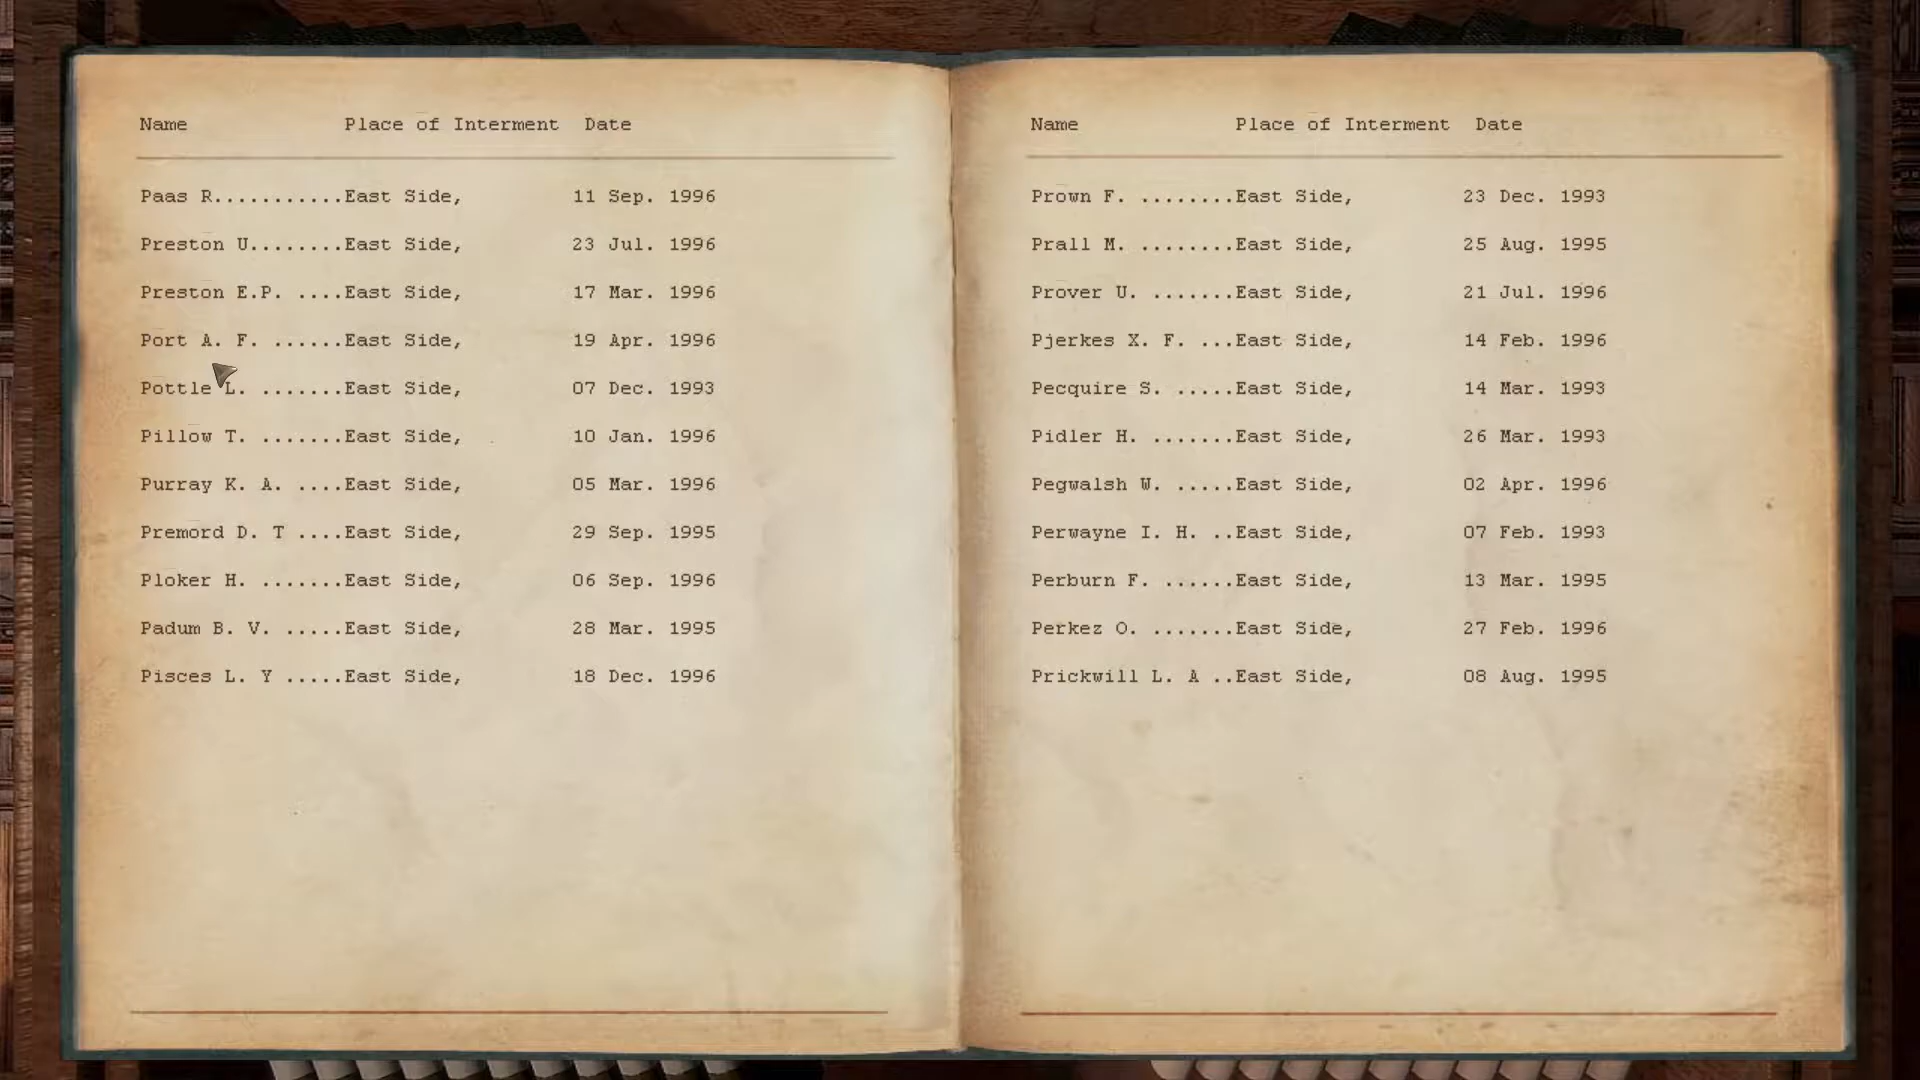 Name Place of Interment Date
Paas R...........East Side, 11 Sep. 1996
Preston U........East Side, 23 Jul. 1996
Preston E.P. ....East Side, 17 Mar. 1996
Port A. F. ......East Side, 19 Apr. 1996
Pottle L. .......East Side, 07 Dec. 1993
Pillow T. .......East Side, 10 Jan. 1996
Purray K. A. ....East Side, 05 Mar. 1996
Premord D. T ....East Side, 29 Sep. 1995
Ploker H. .......East Side, 06 Sep. 1996
Padum B. V. .....East Side, 28 Mar. 1995
Pisces L. Y .....East Side, 18 Dec. 1996
Name Place of Interment Date
Prown F. ........East Side, 23 Dec. 1993
Prall M. ........East Side, 25 Aug. 1995
Prover U. .......East Side, 21 Jul. 1996
Pjerkes X. F. ...East Side, 14 Feb. 1996
Pecquire S. .....East Side, 14 Mar. 1993
Pidler H. .......East Side, 26 Mar. 1993
Pegwalsh W. .....East Side, 02 Apr. 1996
Perwayne I. H. ..East Side, 07 Feb. 1993
Perburn F. ......East Side, 13 Mar. 1995
Perkez O. .......East Side, 27 Feb. 1996
Prickwill L. A ..East Side, 08 Aug. 1995